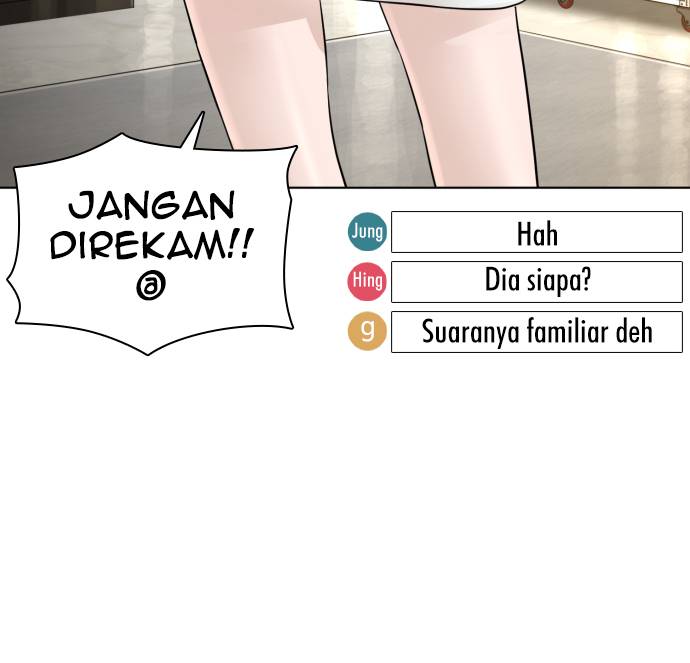 JANGAN
DIREKAM!!
@
Jung Hah
Hing Dia siapa?
g Suaranya familiar deh